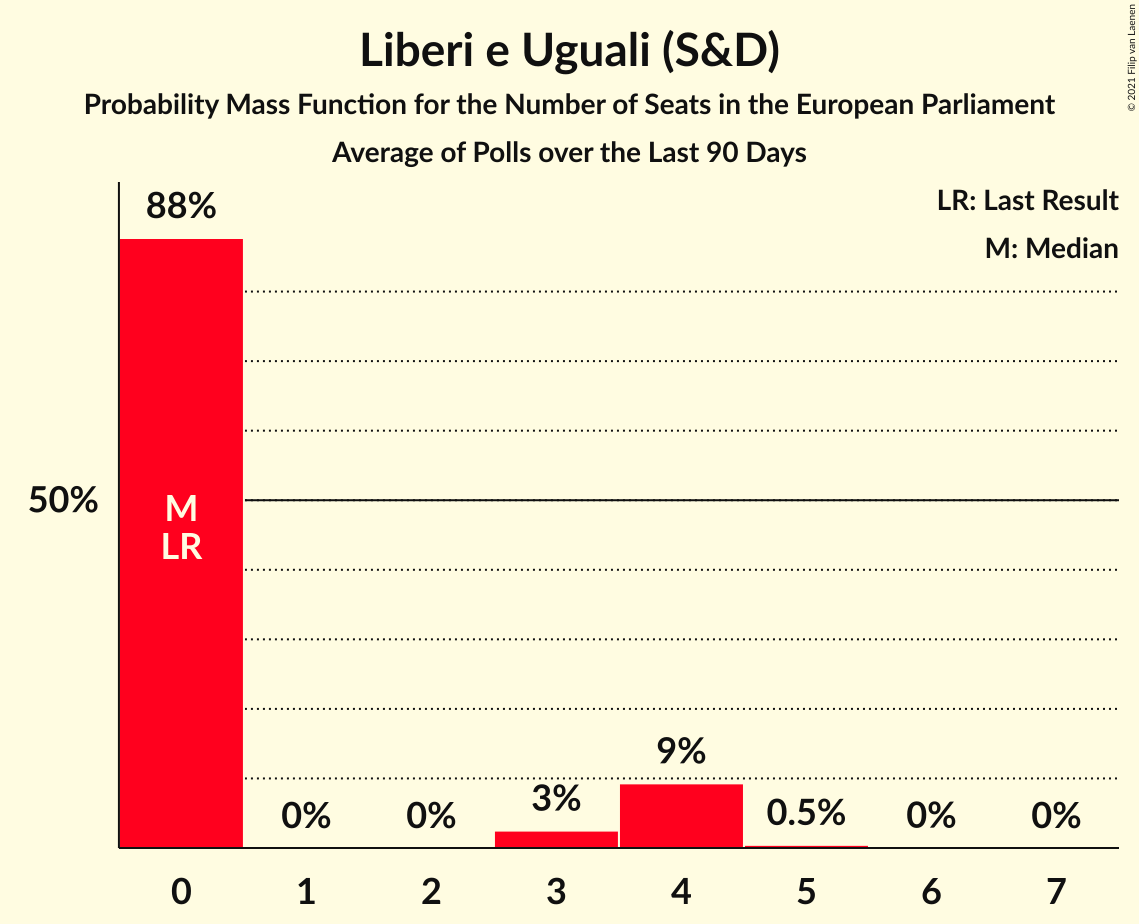 Liberi e Uguali (S&D)
Probability Mass Function for the Number of Seats in the European Parliament
Average of Polls over the Last 90 Days
© 2021 Filip van Laenen
LR: Last Result
M: Median
88%
50%
M
LR
0%
0%
3%
9%
0.5%
0%
0%
0
1
2
3
4
5
6
7